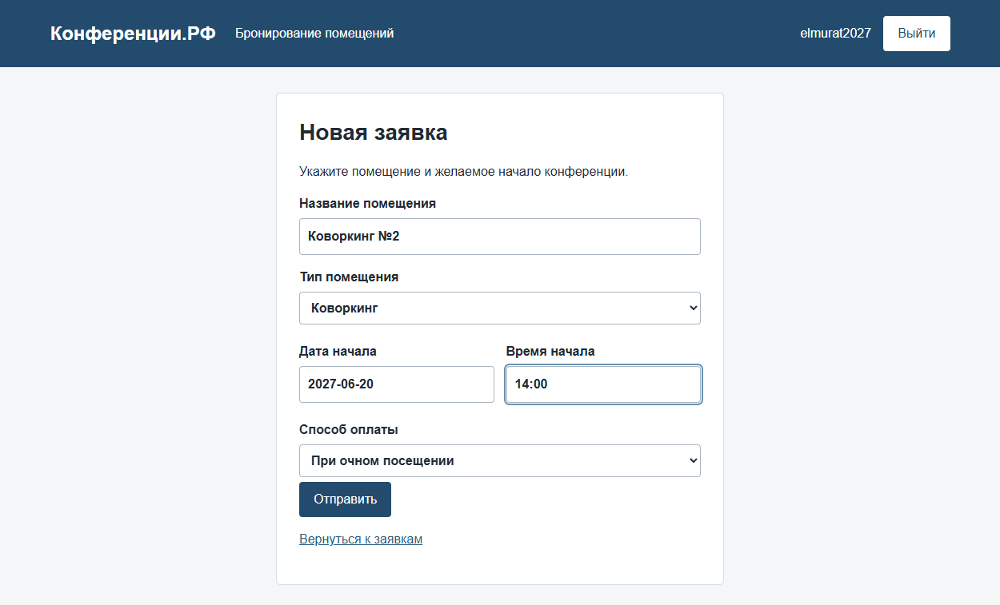 Конференции.РФ Бронирование помещений elmurat2027 Выйти
Новая заявка
Укажите помещение и желаемое начало конференции.
Название помещения
Коворкинг №2
Тип помещения
Коворкинг
Дата начала Время начала
2027-06-20 14:00
Способ оплаты
При очном посещении
Отправить
Вернуться к заявкам